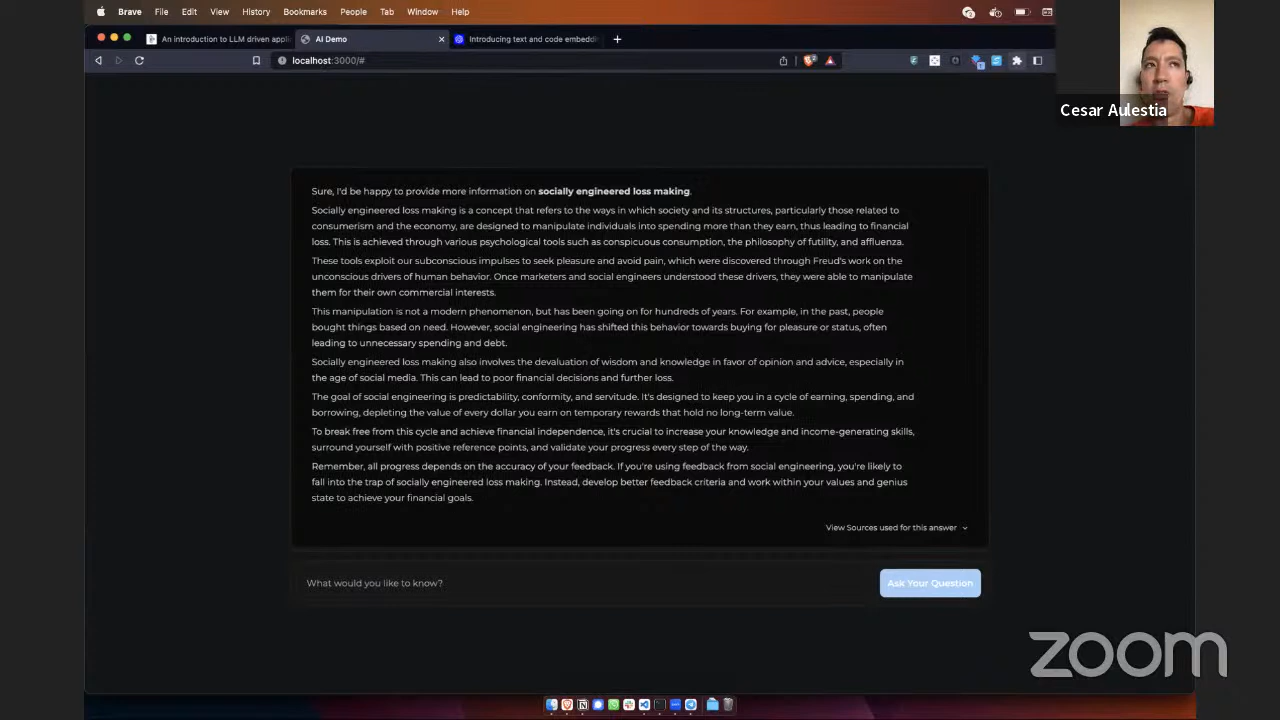 Brave File Edit View History Bookmarks People Tab Window Help
An introduction to LLM driven appli
AI Demo
Introducing text and code embeddi
localhost:3000/#
Cesar Aulestia
Sure, I'd be happy to provide more information on socially engineered loss making.
Socially engineered loss making is a concept that refers to the ways in which society and its structures, particularly those related to
consumerism and the economy, are designed to manipulate individuals into spending more than they earn, thus leading to financial
loss. This is achieved through various psychological tools such as conspicuous consumption, the philosophy of futility, and affluenza.
These tools exploit our subconscious impulses to seek pleasure and avoid pain, which were discovered through Freud's work on the
unconscious drivers of human behavior. Once marketers and social engineers understood these drivers, they were able to manipulate
them for their own commercial interests.
This manipulation is not a modern phenomenon, but has been going on for hundreds of years. For example, in the past, people
bought things based on need. However, social engineering has shifted this behavior towards buying for pleasure or status, often
leading to unnecessary spending and debt.
Socially engineered loss making also involves the devaluation of wisdom and knowledge in favor of opinion and advice, especially in
the age of social media. This can lead to poor financial decisions and further loss.
The goal of social engineering is predictability, conformity, and servitude. It's designed to keep you in a cycle of earning, spending, and
borrowing, depleting the value of every dollar you earn on temporary rewards that hold no long-term value.
To break free from this cycle and achieve financial independence, it's crucial to increase your knowledge and income-generating skills,
surround yourself with positive reference points, and validate your progress every step of the way.
Remember, all progress depends on the accuracy of your feedback. If you're using feedback from social engineering, you're likely to
fall into the trap of socially engineered loss making. Instead, develop better feedback criteria and work within your values and genius
state to achieve your financial goals.
View Sources used for this answer
What would you like to know?
Ask Your Question
zoom